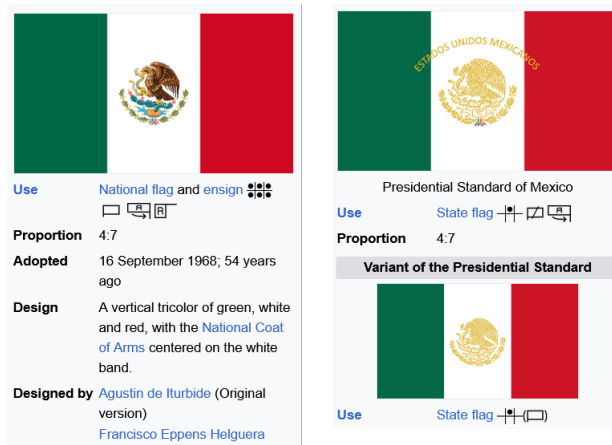 Use National flag and ensign
Proportion 4:7
Adopted 16 September 1968; 54 years
ago
Design A vertical tricolor of green, white
and red, with the National Coat
of Arms centered on the white
band.
Designed by Agustin de Iturbide (Original
version)
Francisco Eppens Helguera
ESTADOS UNIDOS MEXICANOS
Presidential Standard of Mexico
Use State flag
Proportion 4:7
Variant of the Presidential Standard
Use State flag